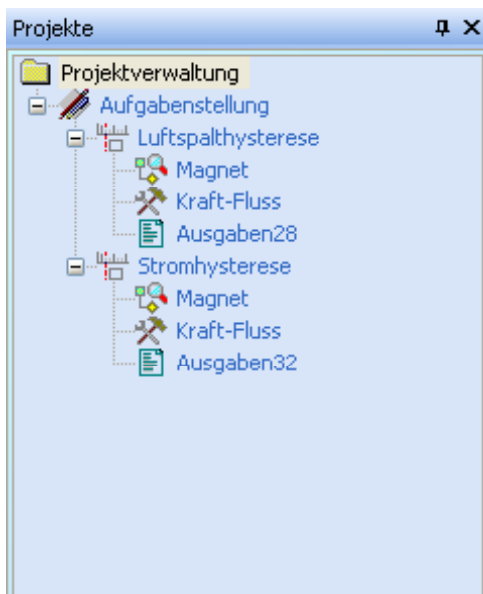 Projekte
Projektverwaltung
Aufgabenstellung
Luftspalthysterese
Magnet
Kraft-Fluss
Ausgaben28
Stromhysterese
Magnet
Kraft-Fluss
Ausgaben32